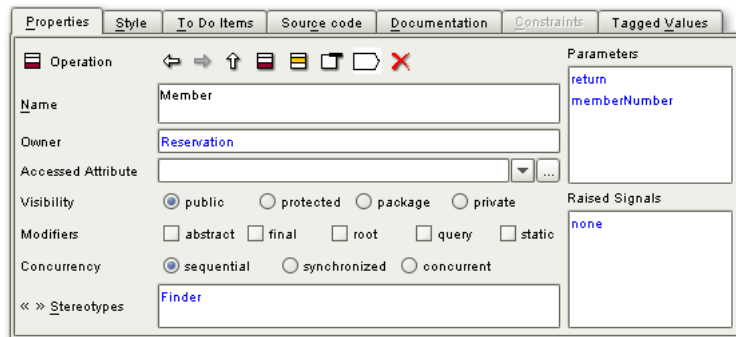 Properties Style To Do Items Source code Documentation Constraints Tagged Values
Operation
Name Member
Owner Reservation
Accessed Attribute ...
Visibility public protected package private
Modifiers abstract final root query static
Concurrency sequential synchronized concurrent
« » Stereotypes Finder
Parameters
return
memberNumber
Raised Signals
none